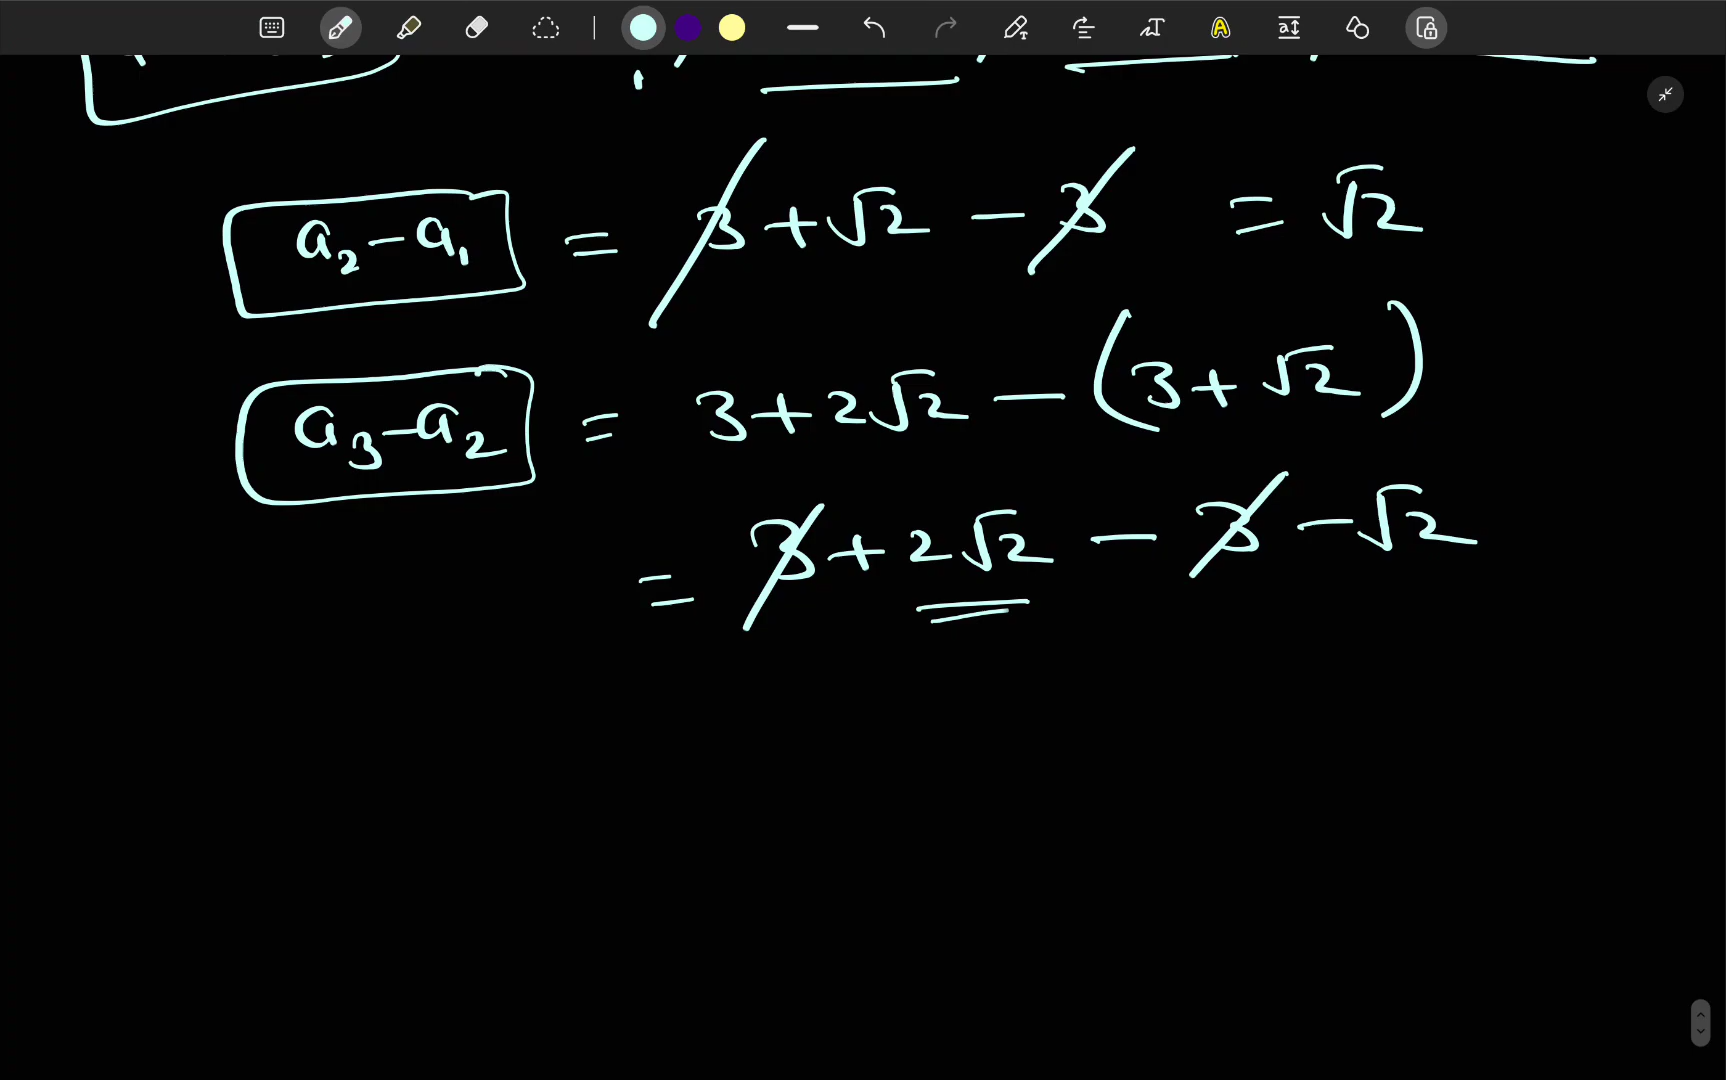 a₂-a₁ = 3+√2 - 3 = √2
a₃-a₂ = 3+2√2 - (3+√2)
= 3+2√2 - 3 -√2